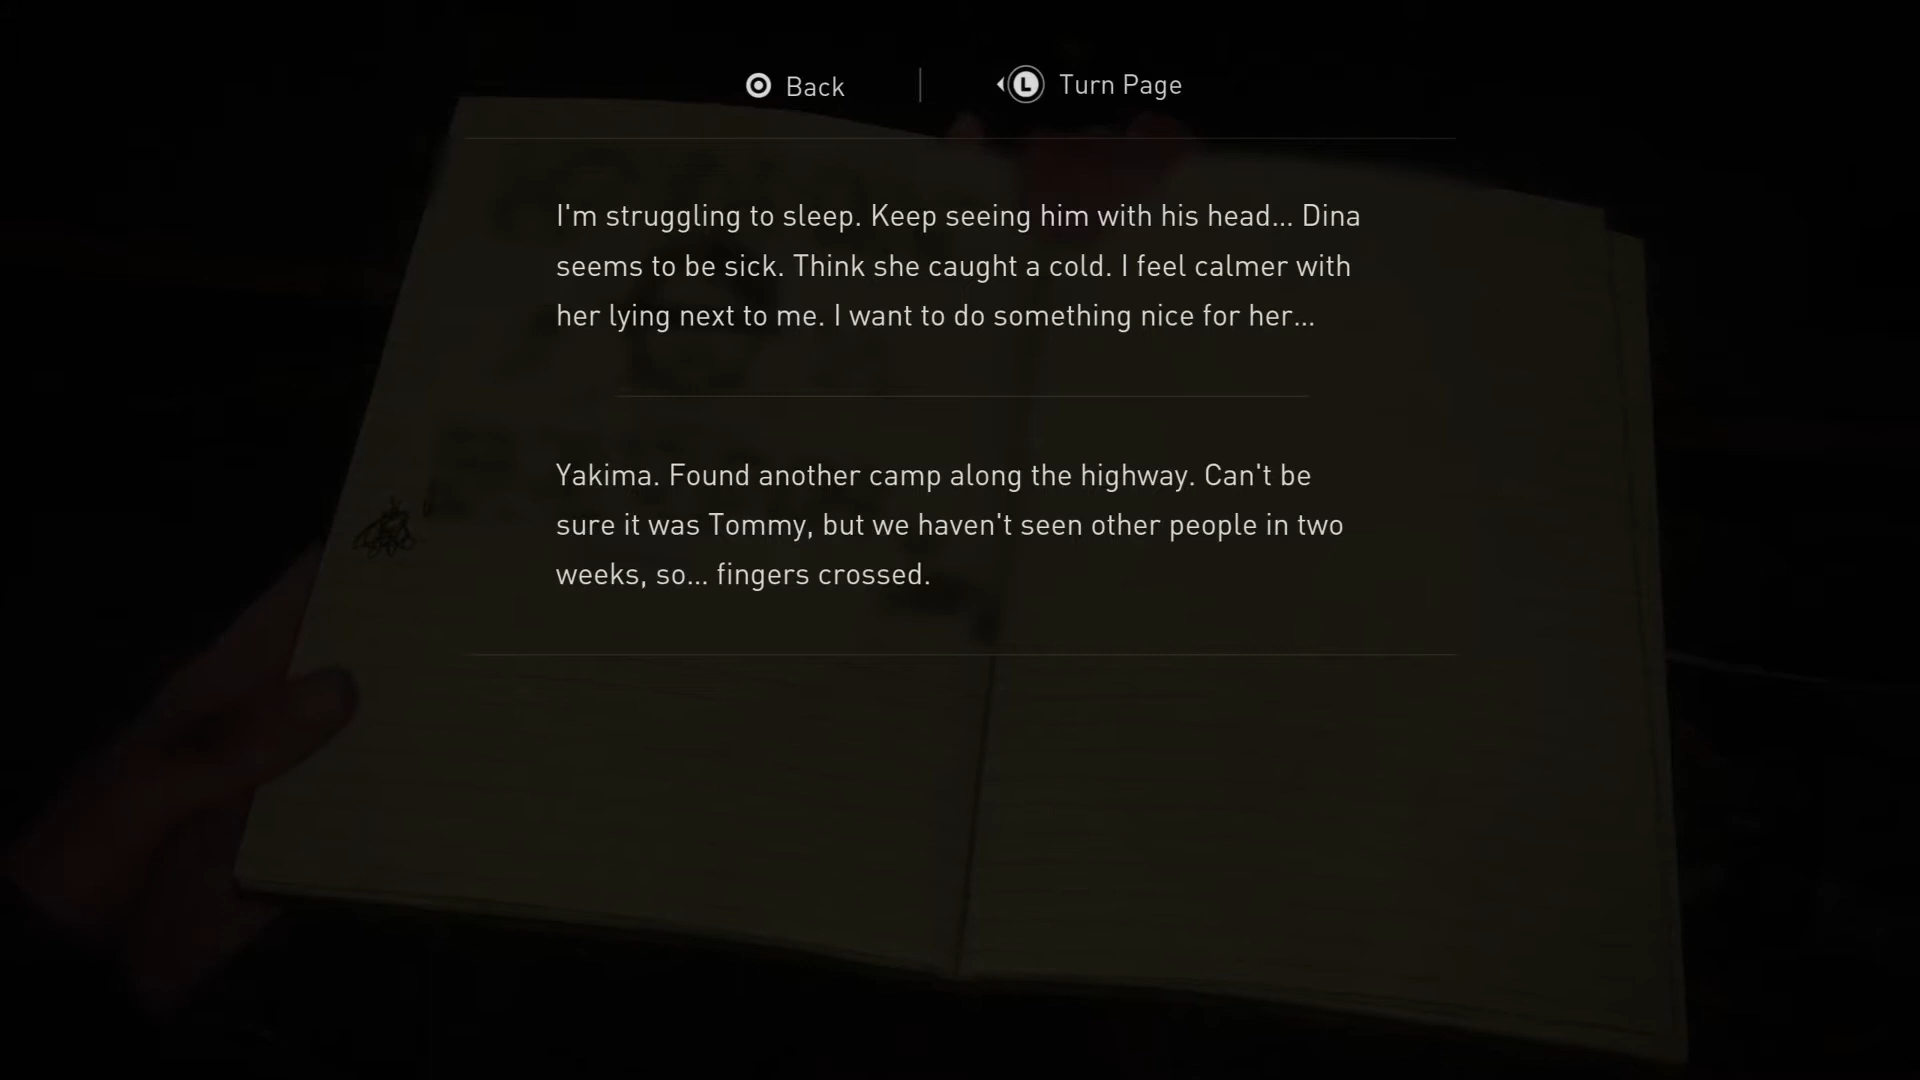 Back
L Turn Page
I'm struggling to sleep. Keep seeing him with his head... Dina
seems to be sick. Think she caught a cold. I feel calmer with
her lying next to me. I want to do something nice for her...
Yakima. Found another camp along the highway. Can't be
sure it was Tommy, but we haven't seen other people in two
weeks, so... fingers crossed.